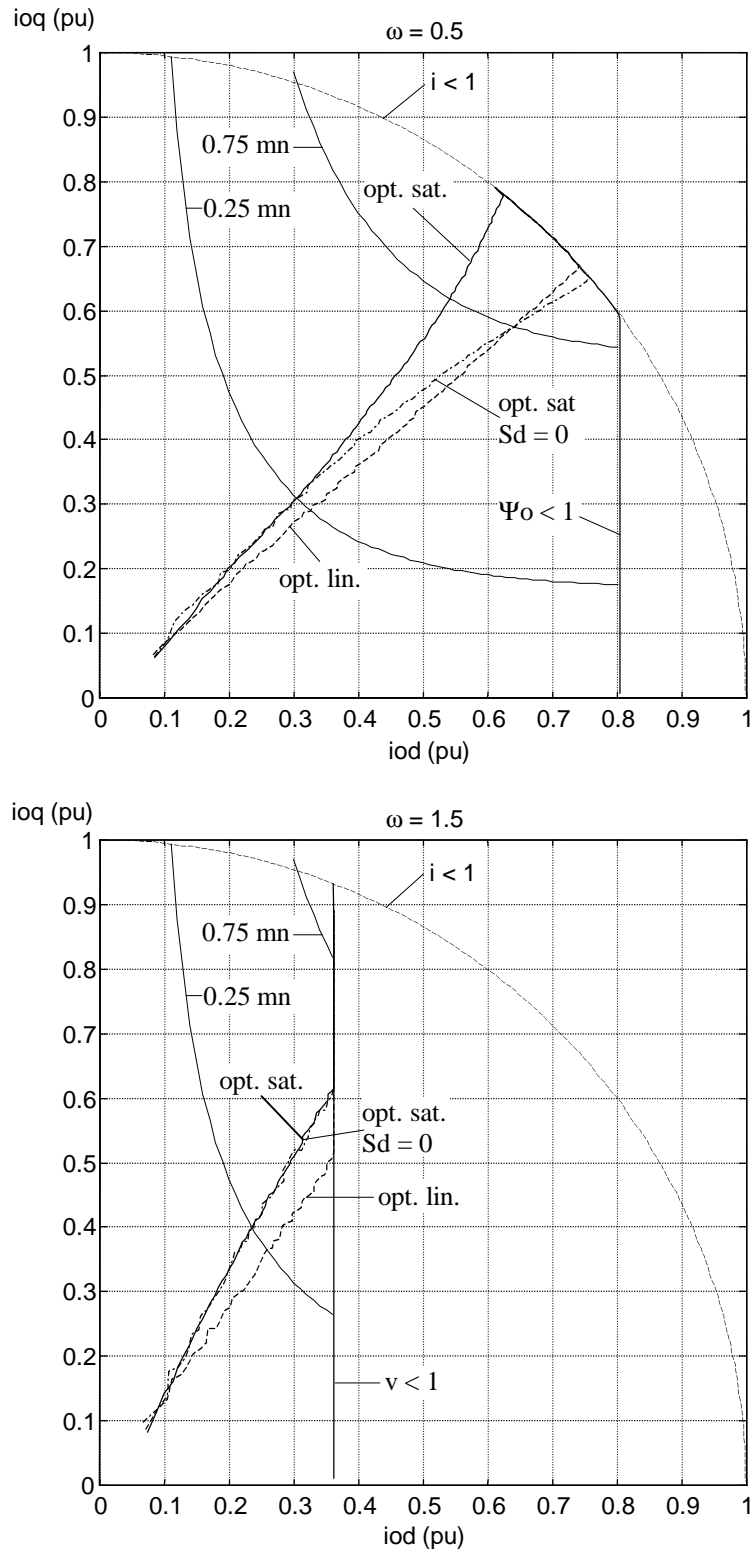 ioq (pu)
ω = 0.5
1
i < 1
0.9
0.75 mn
0.8
opt. sat.
0.25 mn
0.7
0.6
0.5
opt. sat
Sd = 0
0.4
0.3
Ψo < 1
0.2
opt. lin.
0.1
0
0 0.1 0.2 0.3 0.4 0.5 0.6 0.7 0.8 0.9 1
iod (pu)
ioq (pu)
ω = 1.5
1
i < 1
0.9
0.75 mn
0.8
0.25 mn
0.7
opt. sat.
0.6
opt. sat.
Sd = 0
0.5
opt. lin.
0.4
0.3
0.2
v < 1
0.1
0
0 0.1 0.2 0.3 0.4 0.5 0.6 0.7 0.8 0.9 1
iod (pu)